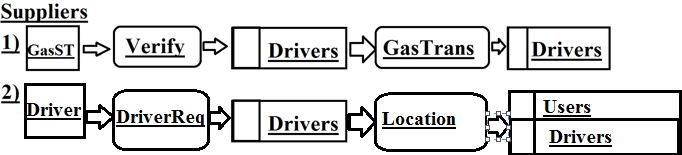 Suppliers
1) GasST Verify Drivers GasTrans Drivers
2) Driver DriverReq Drivers Location Users
Drivers